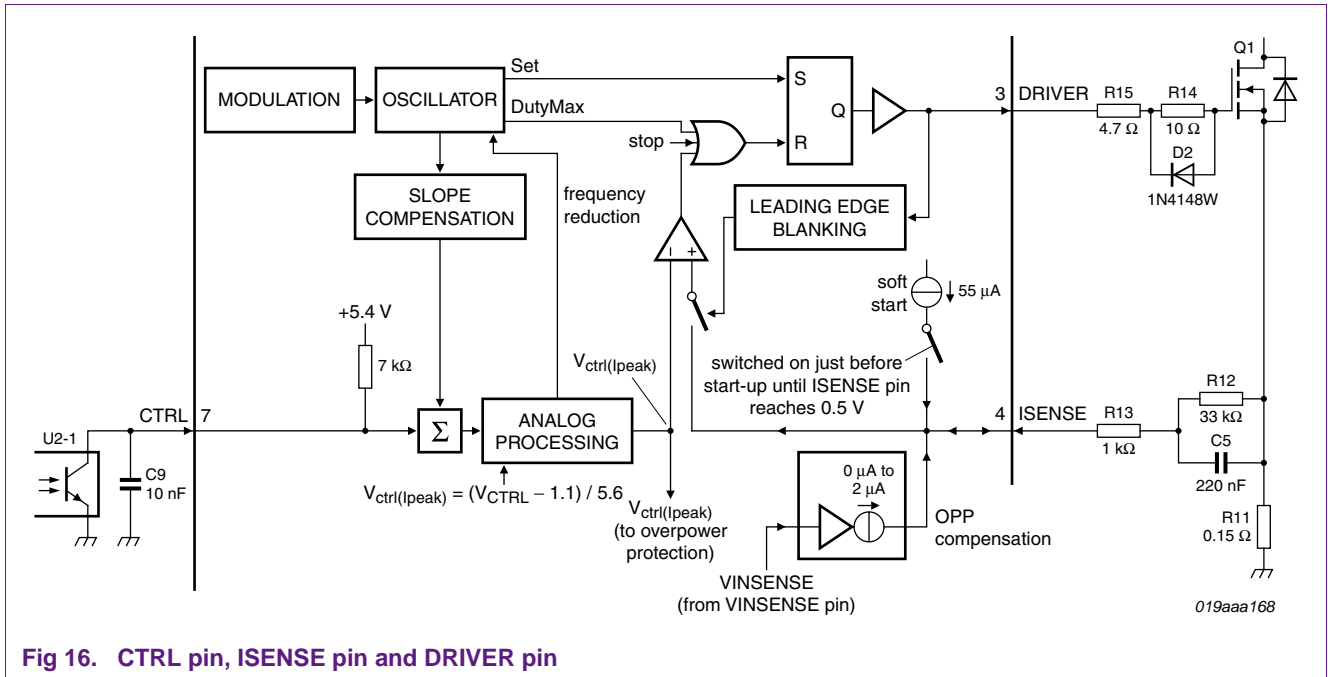 Q1
Set
MODULATION
OSCILLATOR
S
3 DRIVER
R15
R14
DutyMax
Q
4.7 Ω
10 Ω
stop
R
D2
1N4148W
SLOPE
COMPENSATION
frequency
reduction
LEADING EDGE
BLANKING
− +
soft
start
55 μA
+5.4 V
7 kΩ
Vctrl(Ipeak)
switched on just before
start-up until ISENSE pin
reaches 0.5 V
R12
33 kΩ
CTRL 7
Σ
ANALOG
PROCESSING
4 ISENSE
R13
1 kΩ
C5
220 nF
U2-1
C9
10 nF
Vctrl(Ipeak) = (VCTRL − 1.1) / 5.6
0 μA to
2 μA
Vctrl(Ipeak)
(to overpower
protection)
OPP
compensation
R11
0.15 Ω
VINSENSE
(from VINSENSE pin)
019aaa168
Fig 16. CTRL pin, ISENSE pin and DRIVER pin